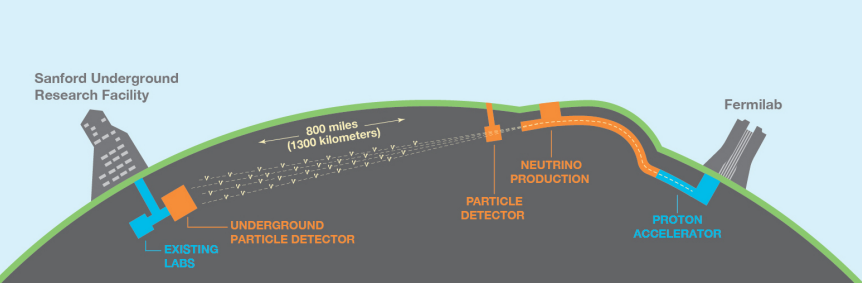 Sanford Underground
Research Facility
Fermilab
800 miles
(1300 kilometers)
NEUTRINO
PRODUCTION
PARTICLE
DETECTOR
UNDERGROUND
PARTICLE DETECTOR
PROTON
ACCELERATOR
EXISTING
LABS